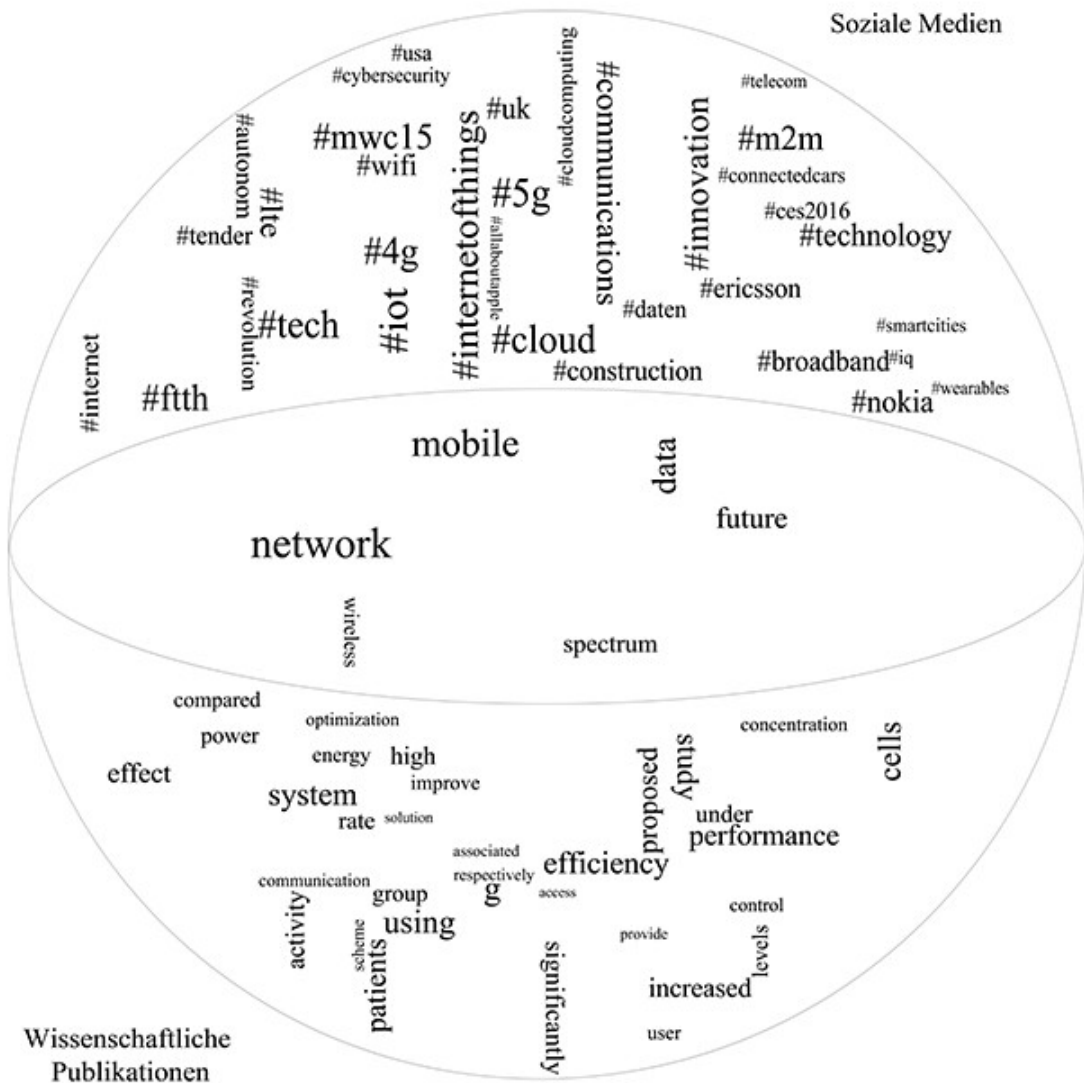 Soziale Medien
#usa
#cybersecurity
#cloudcomputing
#communications
#telecom
#uk
#innovation
#autonom
#mwc15
#internetofthings
#m2m
#wifi
#connectedcars
#lte
#5g
#ces2016
#tender
#technology
#4g
#allaboutapple
#revolution
#iot
#ericsson
#daten
#tech
#cloud
#smartcities
#internet
#construction
#broadband
#iq
#ftth
#nokia
#wearables
mobile
data
future
network
wireless
spectrum
compared
optimization
concentration
power
energy
high
study
cells
effect
improve
proposed
system
rate
solution
under
performance
associated
efficiency
communication
respectively
group
g
access
activity
using
control
scheme
patients
provide
levels
significantly
increased
user
Wissenschaftliche
Publikationen